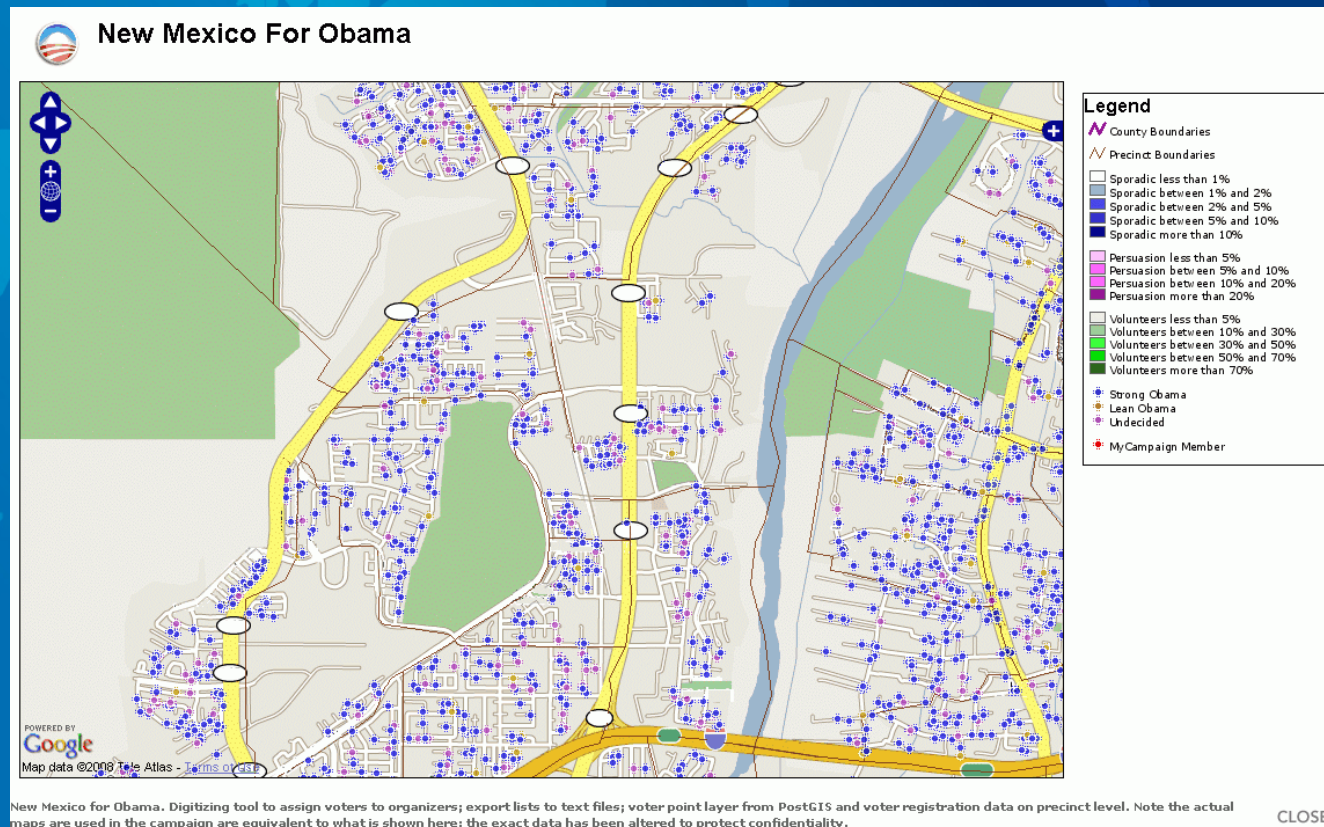 New Mexico For Obama
Legend
County Boundaries
Precinct Boundaries
Sporadic less than 1%
Sporadic between 1% and 2%
Sporadic between 2% and 5%
Sporadic between 5% and 10%
Sporadic more than 10%
Persuasion less than 5%
Persuasion between 5% and 10%
Persuasion between 10% and 20%
Persuasion more than 20%
Volunteers less than 5%
Volunteers between 10% and 30%
Volunteers between 30% and 50%
Volunteers between 50% and 70%
Volunteers more than 70%
Strong Obama
Lean Obama
Undecided
MyCampaign Member
POWERED BY
Google
Map data ©2008 Tele Atlas - Terms of Use
New Mexico for Obama. Digitizing tool to assign voters to organizers; export lists to text files; voter point layer from PostGIS and voter registration data on precinct level. Note the actual
maps are used in the campaign are equivalent to what is shown here; the exact data has been altered to protect confidentiality.
CLOSE